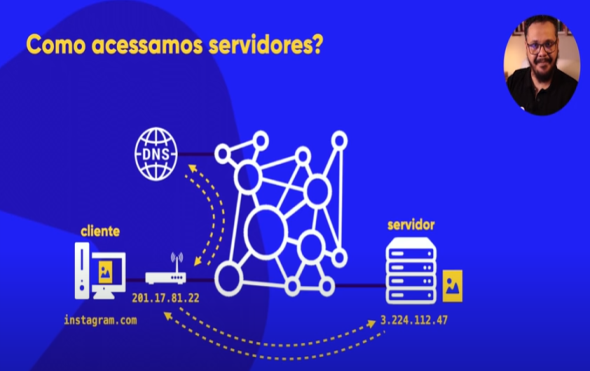 Como acessamos servidores?
DNS
cliente
servidor
201.17.81.22
instagram.com
3.224.112.47